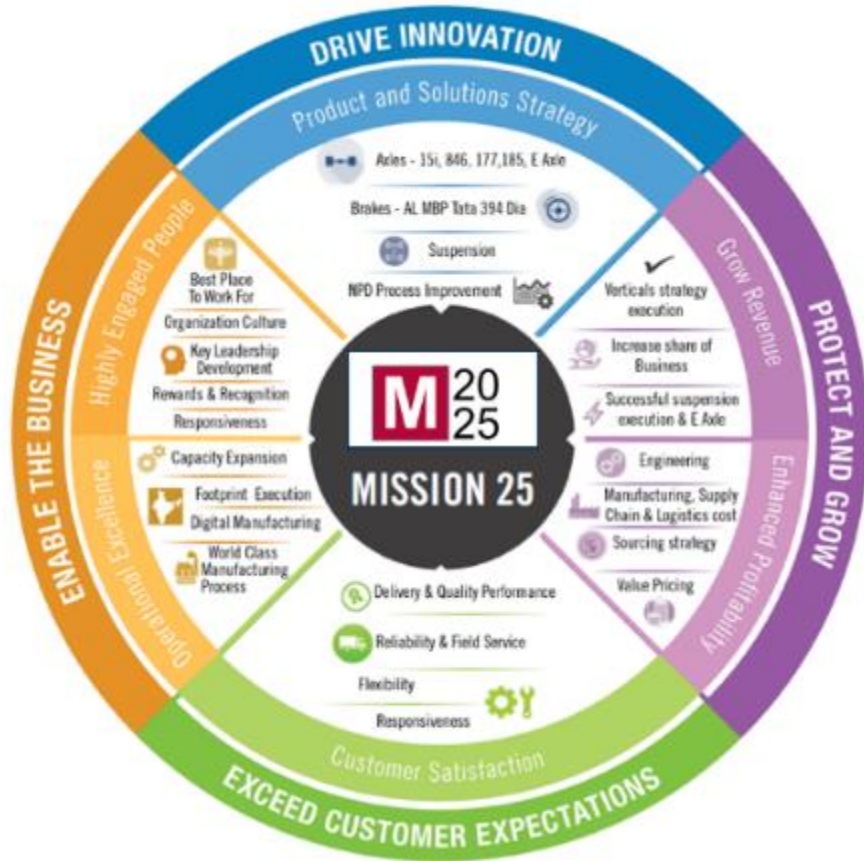 DRIVE INNOVATION
Product and Solutions Strategy
Axles - 15i, 846, 177,185, E Axle
Brakes - AL MBP Tata 394 Dia
Suspension
NPD Process Improvement
PROTECT AND GROW
Grow Revenue
Verticals strategy
execution
Increase share of
Business
Successful suspension
execution & E Axle
Enhanced Profitability
Engineering
Manufacturing, Supply
Chain & Logistics cost
Sourcing strategy
Value Pricing
EXCEED CUSTOMER EXPECTATIONS
Customer Satisfaction
Delivery & Quality Performance
Reliability & Field Service
Flexibility
Responsiveness
ENABLE THE BUSINESS
Highly Engaged People
Best Place
To Work For
Organization Culture
Key Leadership
Development
Rewards & Recognition
Responsiveness
Operational Excellence
Capacity Expansion
Footprint Execution
Digital Manufacturing
World Class
Manufacturing
Process
M 20
25
MISSION 25